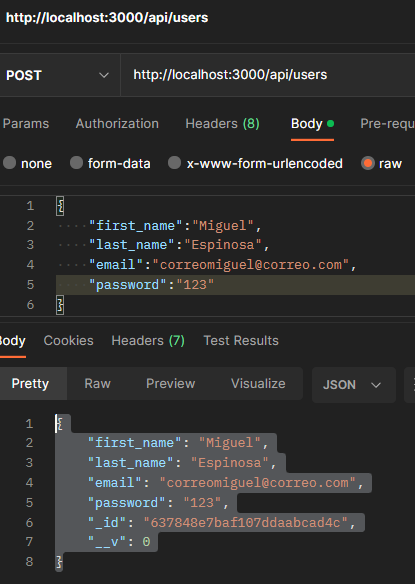 http://localhost:3000/api/users
POST http://localhost:3000/api/users
Params Authorization Headers (8) Body Pre-requ
none form-data x-www-form-urlencoded raw
1 {
2 ····"first_name":"Miguel",
3 ····"last_name":"Espinosa",
4 ····"email":"correomiguel@correo.com",
5 ····"password":"123"
6 }
Body Cookies Headers (7) Test Results
Pretty Raw Preview Visualize JSON
1 {
2 "first_name": "Miguel",
3 "last_name": "Espinosa",
4 "email": "correomiguel@correo.com",
5 "password": "123",
6 "_id": "637848e7baf107ddaabcad4c",
7 "__v": 0
8 }